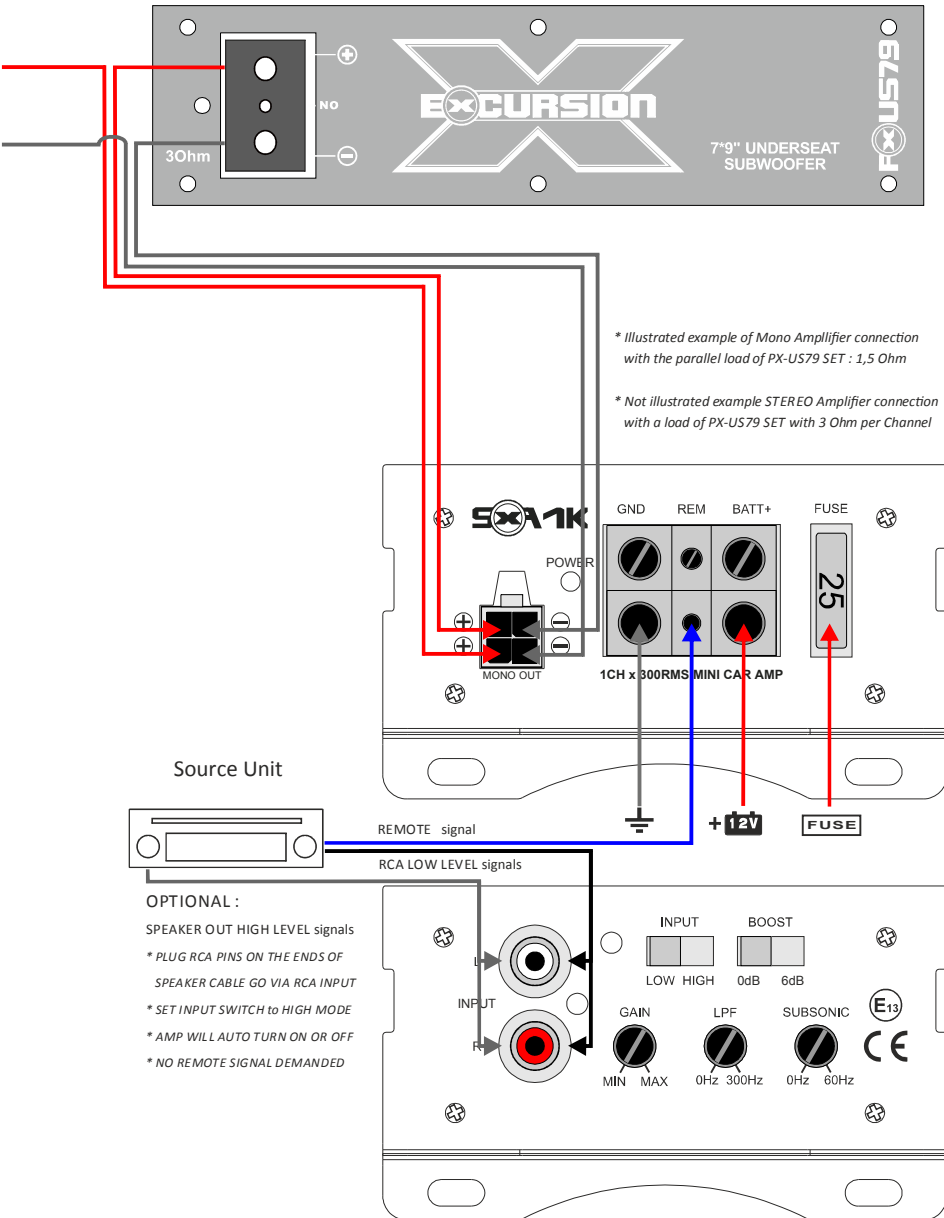 NO
3Ohm
EXCURSION
7*9" UNDERSEAT
SUBWOOFER
PXUS79
* Illustrated example of Mono Ampllifier connection
with the parallel load of PX-US79 SET : 1,5 Ohm
* Not illustrated example STEREO Amplifier connection
with a load of PX-US79 SET with 3 Ohm per Channel
SXA1K
GND REM BATT+ FUSE
POWER
25
MONO OUT
1CH x 300RMS MINI CAR AMP
+ 12V
FUSE
Source Unit
REMOTE signal
RCA LOW LEVEL signals
OPTIONAL :
SPEAKER OUT HIGH LEVEL signals
* PLUG RCA PINS ON THE ENDS OF
SPEAKER CABLE GO VIA RCA INPUT
* SET INPUT SWITCH to HIGH MODE
* AMP WILL AUTO TURN ON OR OFF
* NO REMOTE SIGNAL DEMANDED
INPUT BOOST
LOW HIGH 0dB 6dB
L
INPUT
R
GAIN LPF SUBSONIC
MIN MAX 0Hz 300Hz 0Hz 60Hz
E13
CE